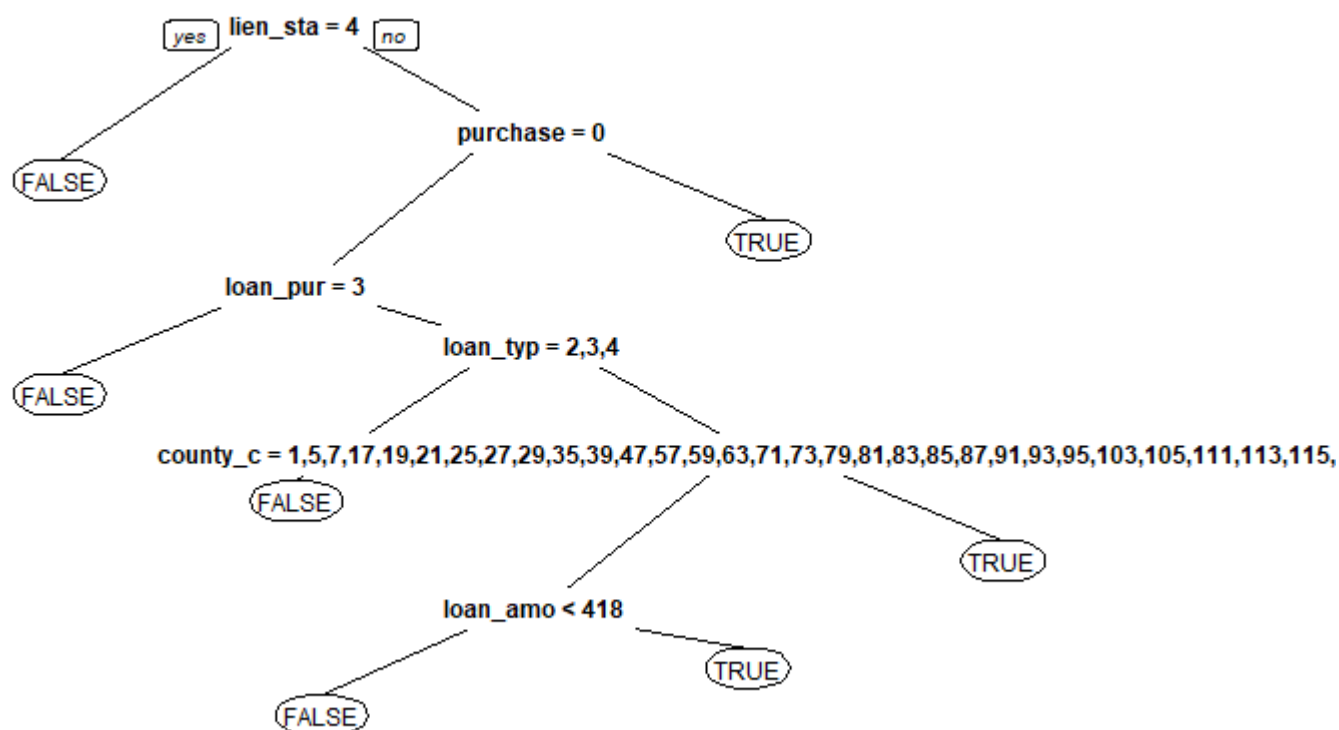 yes lien_sta = 4 no
purchase = 0
FALSE
TRUE
loan_pur = 3
loan_typ = 2,3,4
FALSE
county_c = 1,5,7,17,19,21,25,27,29,35,39,47,57,59,63,71,73,79,81,83,85,87,91,93,95,103,105,111,113,115,
FALSE
TRUE
loan_amo < 418
TRUE
FALSE